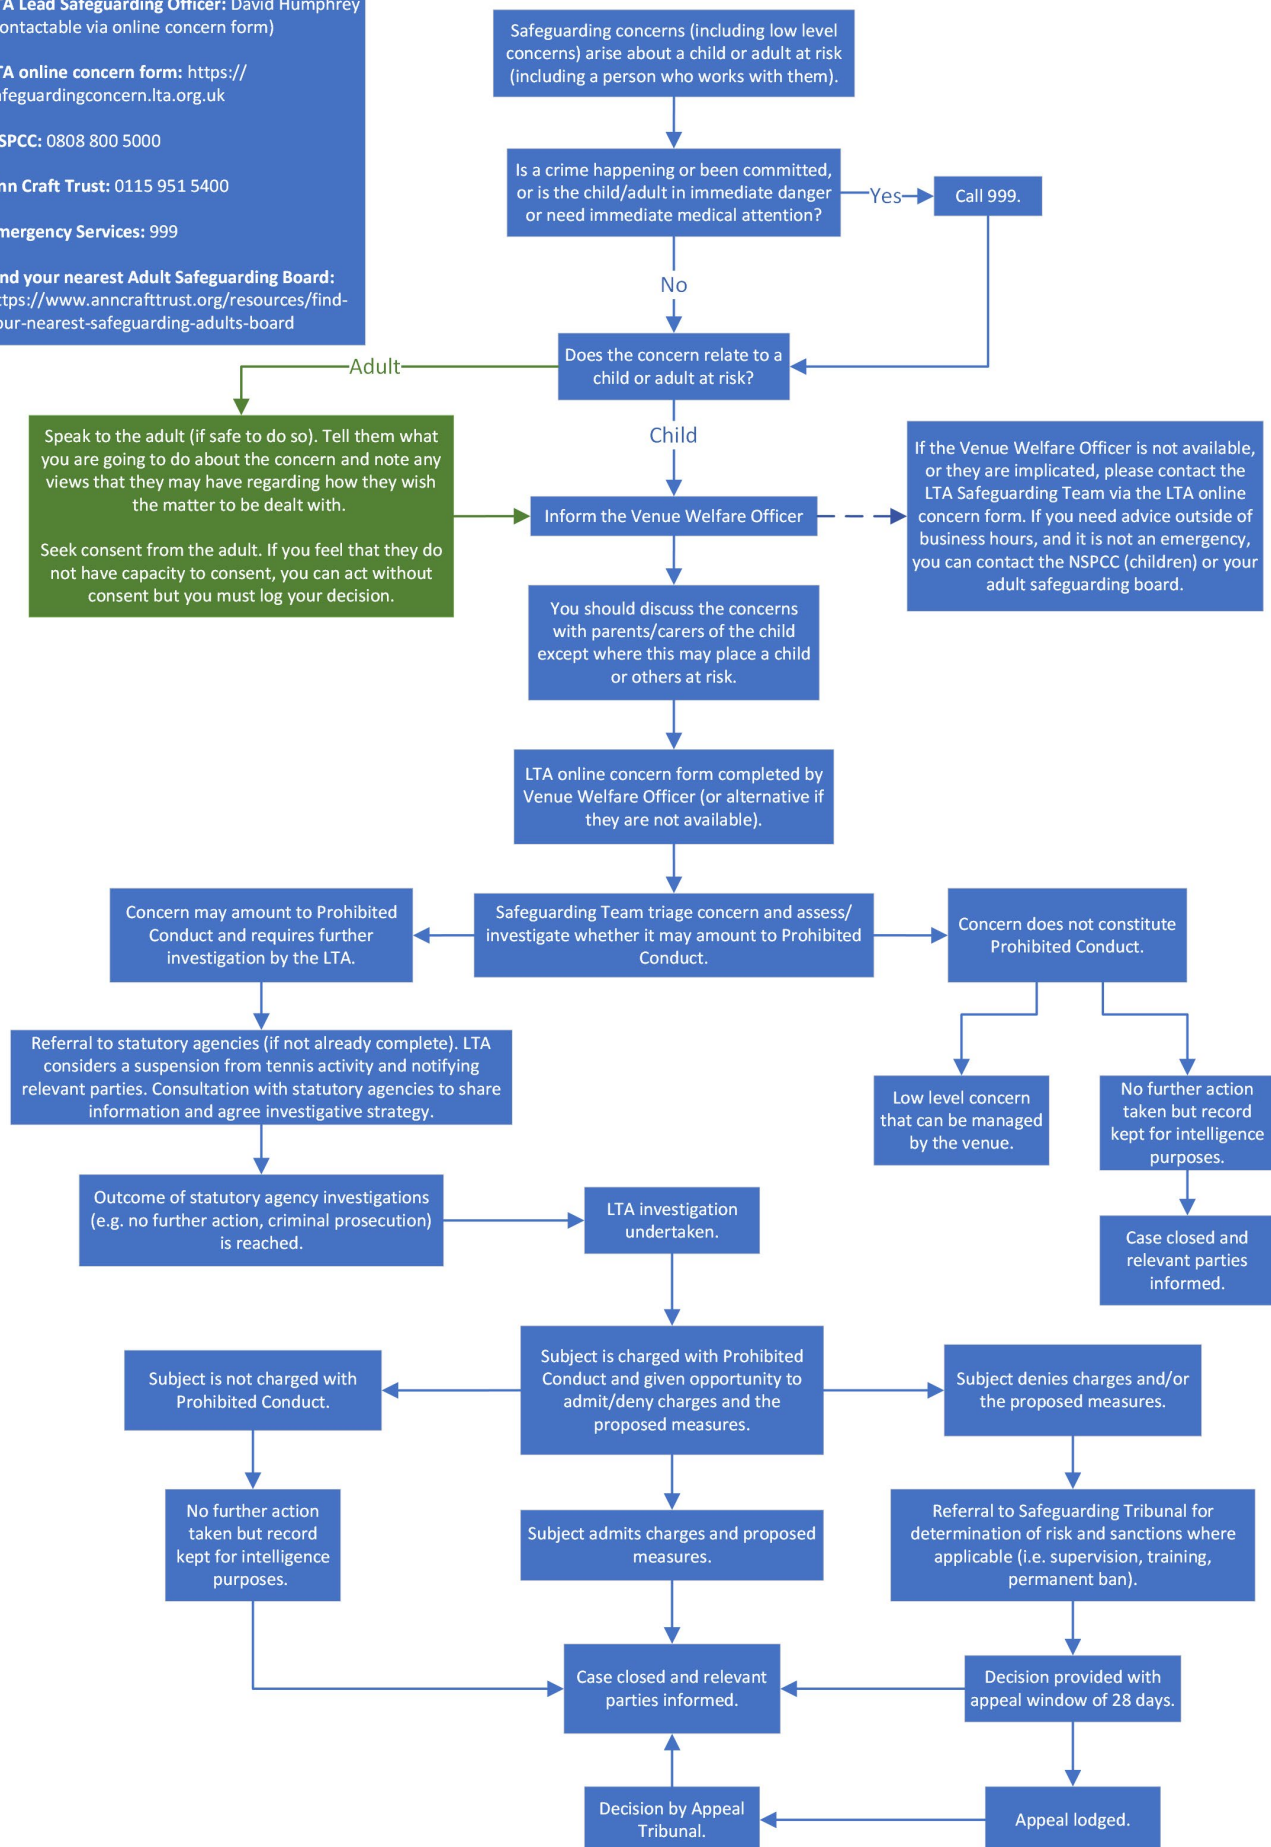 Lead Safeguarding Officer: David Humphrey
contactable via online concern form)
online concern form: https://
safeguardingconcern.lta.org.uk
NSPCC: 0808 800 5000
Ann Craft Trust: 0115 951 5400
Emergency Services: 999
Find your nearest Adult Safeguarding Board:
https://www.anncrafttrust.org/resources/find-
your-nearest-safeguarding-adults-board
Safeguarding concerns (including low level
concerns) arise about a child or adult at risk
(including a person who works with them).
Is a crime happening or been committed,
or is the child/adult in immediate danger
or need immediate medical attention?
Yes
Call 999.
No
Does the concern relate to a
child or adult at risk?
Adult
Child
Speak to the adult (if safe to do so). Tell them what
you are going to do about the concern and note any
views that they may have regarding how they wish
the matter to be dealt with.
Seek consent from the adult. If you feel that they do
not have capacity to consent, you can act without
consent but you must log your decision.
Inform the Venue Welfare Officer
If the Venue Welfare Officer is not available,
or they are implicated, please contact the
LTA Safeguarding Team via the LTA online
concern form. If you need advice outside of
business hours, and it is not an emergency,
you can contact the NSPCC (children) or your
adult safeguarding board.
You should discuss the concerns
with parents/carers of the child
except where this may place a child
or others at risk.
LTA online concern form completed by
Venue Welfare Officer (or alternative if
they are not available).
Concern may amount to Prohibited
Conduct and requires further
investigation by the LTA.
Safeguarding Team triage concern and assess/
investigate whether it may amount to Prohibited
Conduct.
Concern does not constitute
Prohibited Conduct.
Referral to statutory agencies (if not already complete). LTA
considers a suspension from tennis activity and notifying
relevant parties. Consultation with statutory agencies to share
information and agree investigative strategy.
Low level concern
that can be managed
by the venue.
No further action
taken but record
kept for intelligence
purposes.
Outcome of statutory agency investigations
(e.g. no further action, criminal prosecution)
is reached.
LTA investigation
undertaken.
Case closed and
relevant parties
informed.
Subject is not charged with
Prohibited Conduct.
Subject is charged with Prohibited
Conduct and given opportunity to
admit/deny charges and the
proposed measures.
Subject denies charges and/or
the proposed measures.
No further action
taken but record
kept for intelligence
purposes.
Subject admits charges and proposed
measures.
Referral to Safeguarding Tribunal for
determination of risk and sanctions where
applicable (i.e. supervision, training,
permanent ban).
Case closed and relevant
parties informed.
Decision provided with
appeal window of 28 days.
Decision by Appeal
Tribunal.
Appeal lodged.